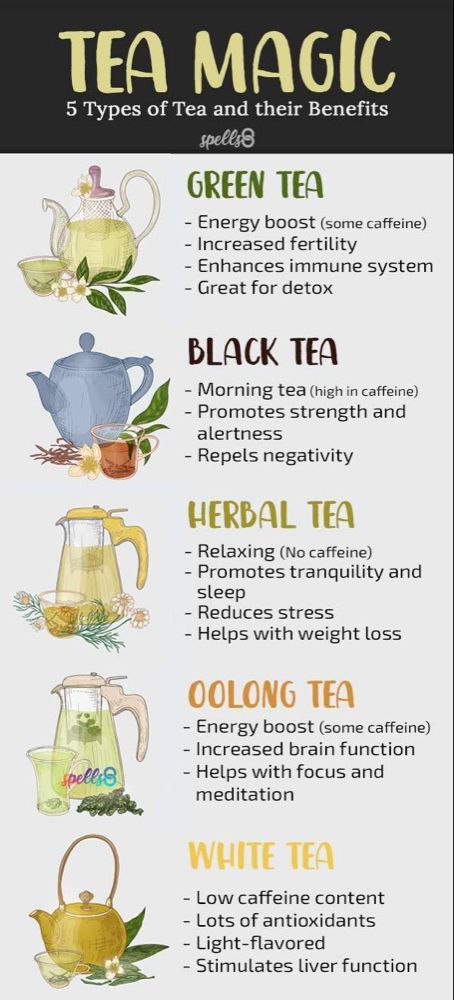 TEA MAGIC
5 Types of Tea and their Benefits
spells8
GREEN TEA
- Energy boost (some caffeine)
- Increased fertility
- Enhances immune system
- Great for detox
BLACK TEA
- Morning tea (high in caffeine)
- Promotes strength and
alertness
- Repels negativity
HERBAL TEA
- Relaxing (No caffeine)
- Promotes tranquility and
sleep
- Reduces stress
- Helps with weight loss
OOLONG TEA
- Energy boost (some caffeine)
- Increased brain function
- Helps with focus and
meditation
spells8
WHITE TEA
- Low caffeine content
- Lots of antioxidants
- Light-flavored
- Stimulates liver function